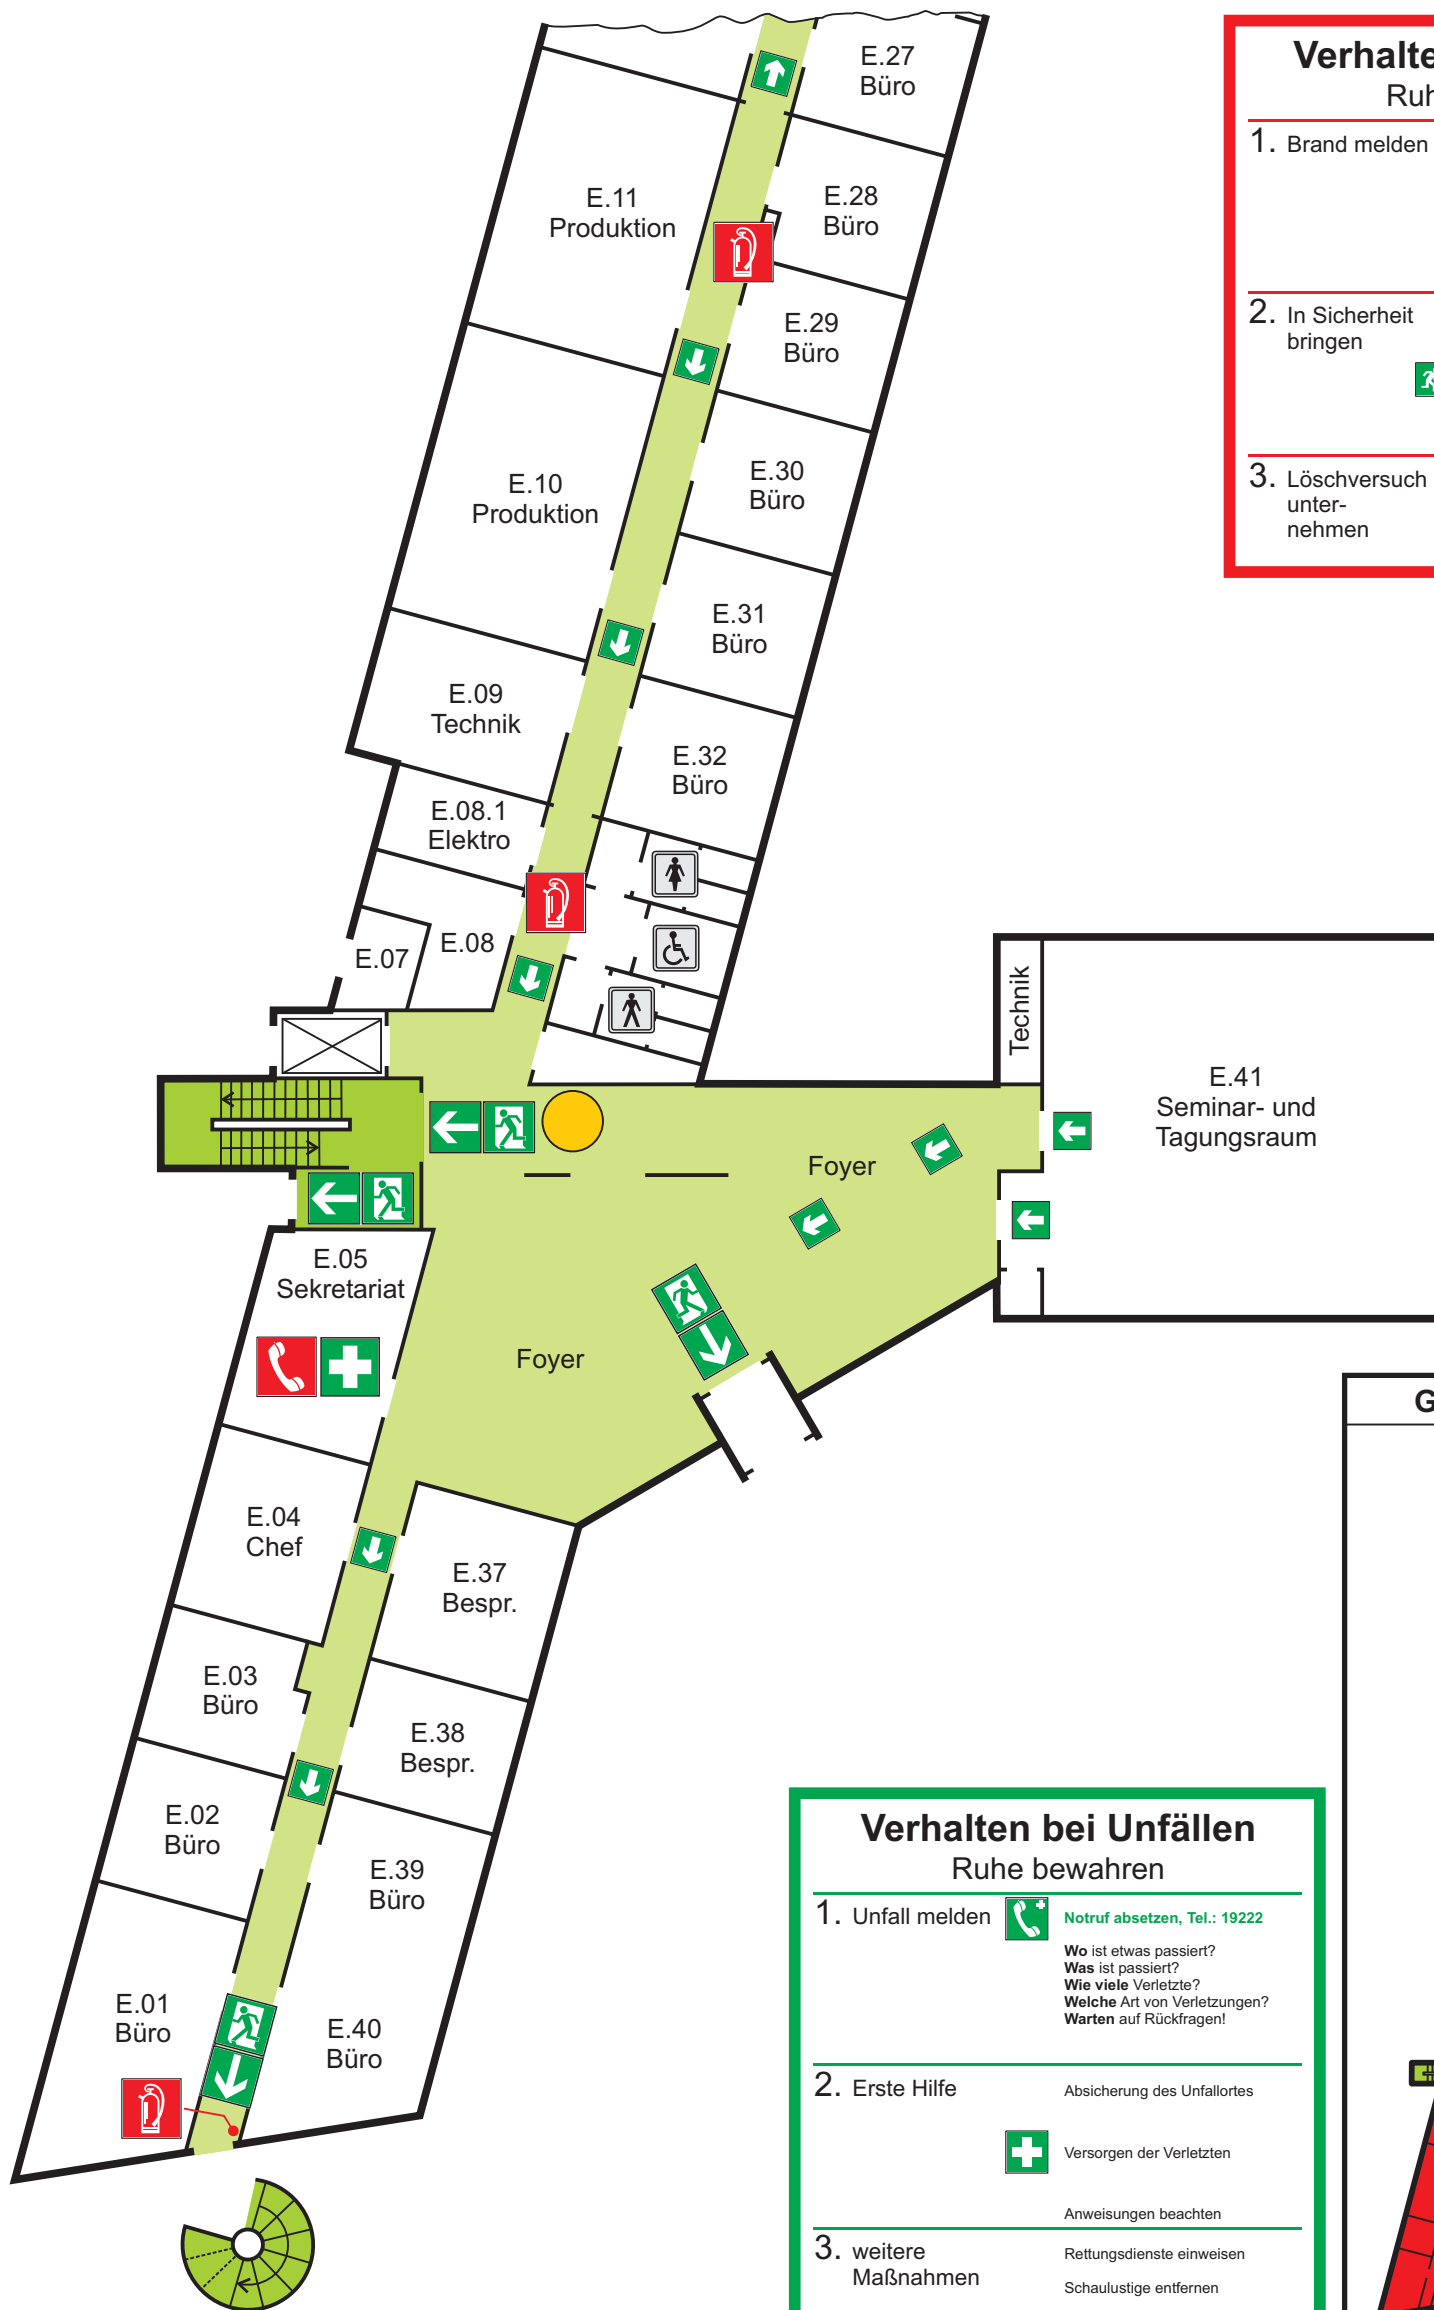 E.27
Büro
E.11
Produktion
E.28
Büro
E.29
Büro
E.10
Produktion
E.30
Büro
E.31
Büro
E.09
Technik
E.32
Büro
E.08.1
Elektro
E.07
E.08
Technik
E.41
Seminar- und
Tagungsraum
Foyer
E.05
Sekretariat
Foyer
E.04
Chef
E.37
Bespr.
E.03
Büro
E.38
Bespr.
E.02
Büro
E.39
Büro
E.01
Büro
E.40
Büro
Verhalte
Ruh
1. Brand melden
2. In Sicherheit
bringen
3. Löschversuch
unter-
nehmen
G
Verhalten bei Unfällen
Ruhe bewahren
1. Unfall melden
Notruf absetzen, Tel.: 19222
Wo ist etwas passiert?
Was ist passiert?
Wie viele Verletzte?
Welche Art von Verletzungen?
Warten auf Rückfragen!
2. Erste Hilfe
Absicherung des Unfallortes
Versorgen der Verletzten
Anweisungen beachten
3. weitere
Maßnahmen
Rettungsdienste einweisen
Schaulustige entfernen